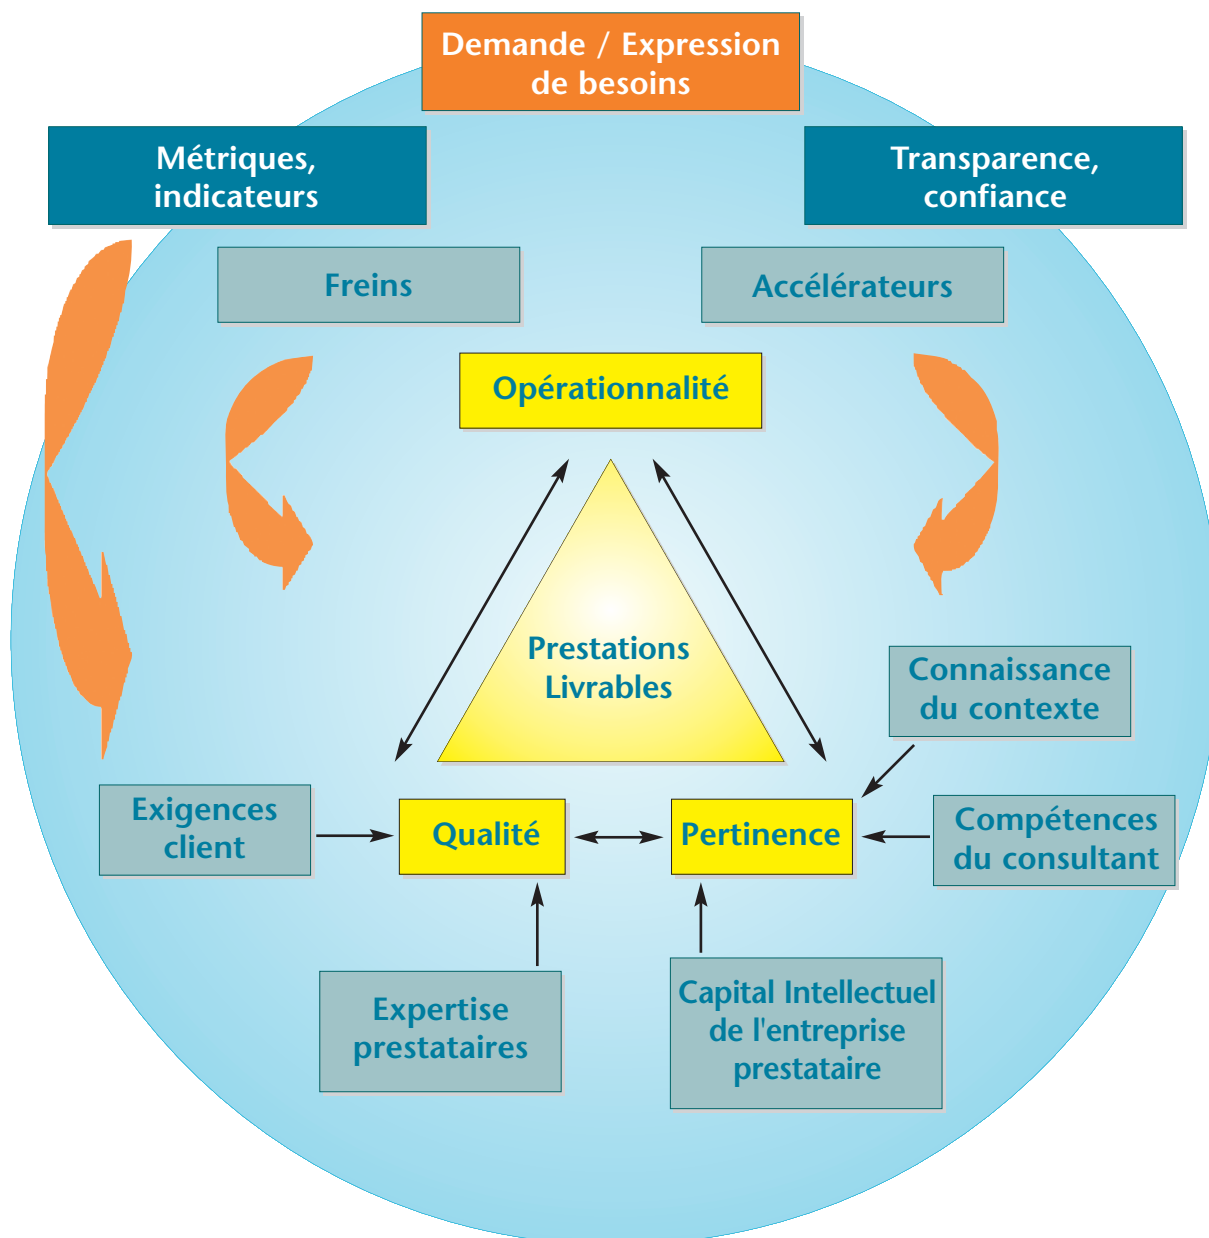 Demande / Expression
de besoins
Métriques,
indicateurs
Transparence,
confiance
Freins
Accélérateurs
Opérationnalité
Prestations
Livrables
Connaissance
du contexte
Exigences
client
Qualité
Pertinence
Compétences
du consultant
Expertise
prestataires
Capital Intellectuel
de l'entreprise
prestataire